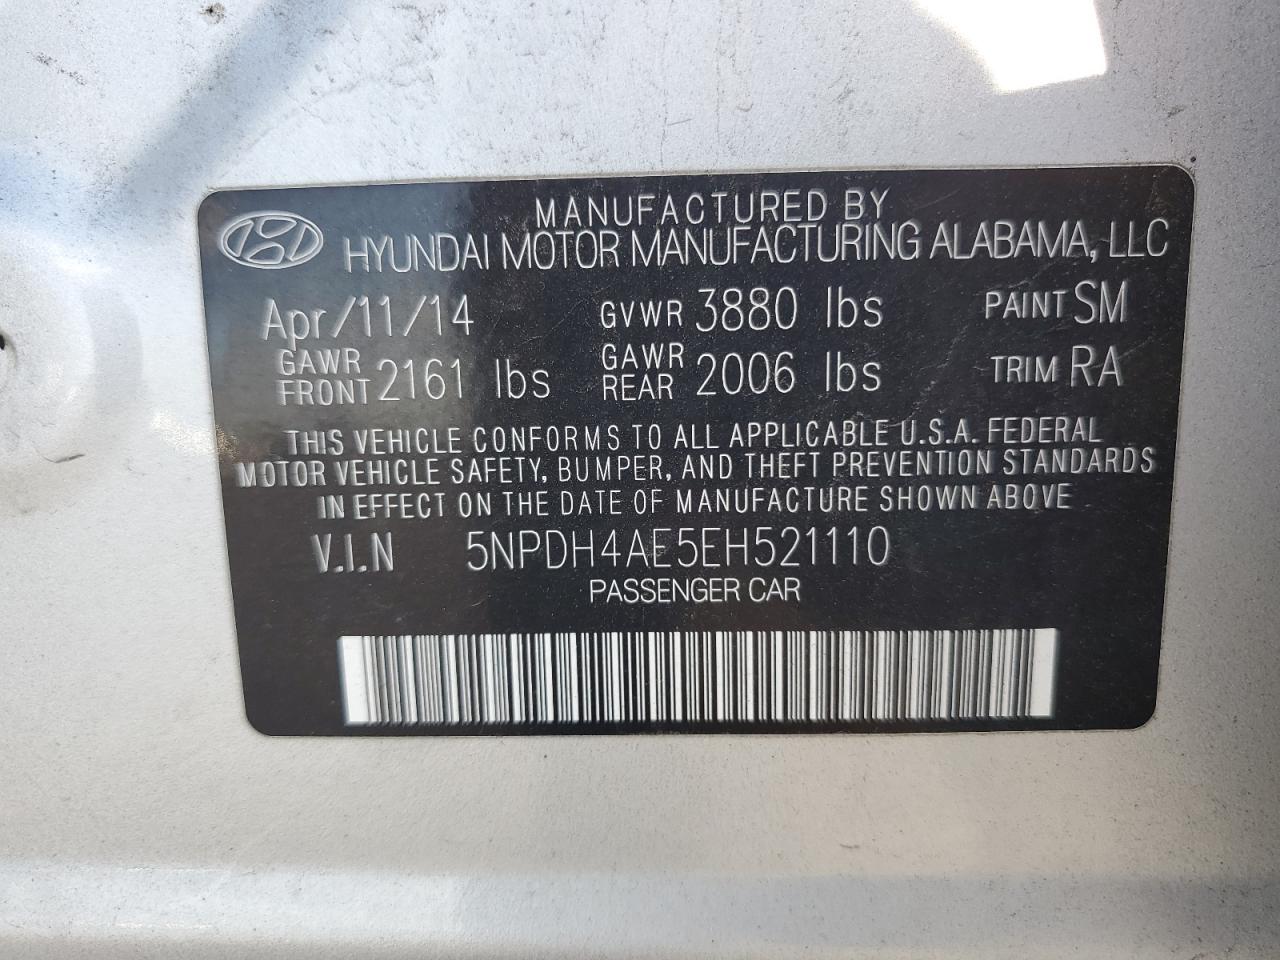 MANUFACTURED BY
HYUNDAI MOTOR MANUFACTURING ALABAMA, LLC
Apr/11/14 GVWR 3880 lbs PAINT SM
GAWR FRONT 2161 lbs GAWR REAR 2006 lbs TRIM RA
THIS VEHICLE CONFORMS TO ALL APPLICABLE U.S.A. FEDERAL
MOTOR VEHICLE SAFETY, BUMPER, AND THEFT PREVENTION STANDARDS
IN EFFECT ON THE DATE OF MANUFACTURE SHOWN ABOVE
V.I.N 5NPDH4AE5EH521110
PASSENGER CAR